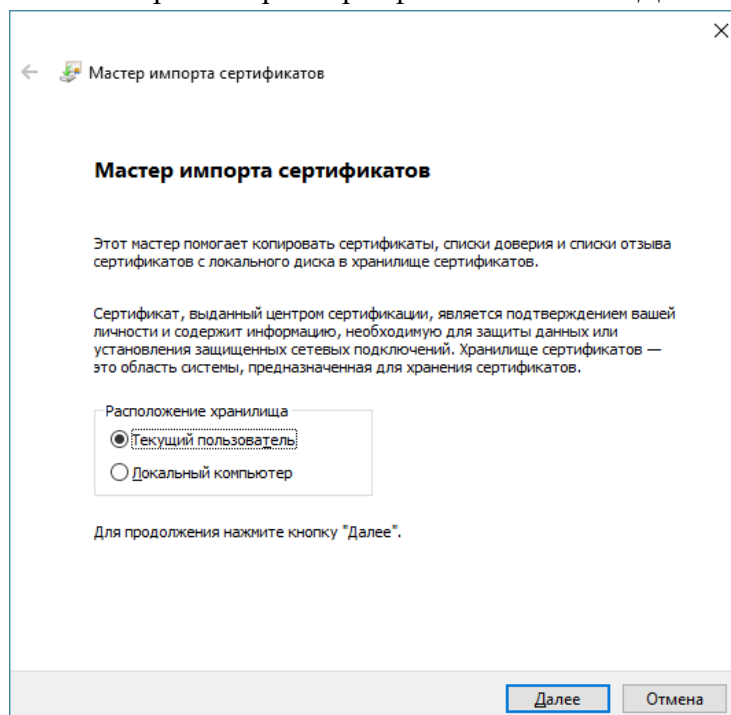 Мастер импорта сертификатов
Мастер импорта сертификатов
Этот мастер помогает копировать сертификаты, списки доверия и списки отзыва
сертификатов с локального диска в хранилище сертификатов.
Сертификат, выданный центром сертификации, является подтверждением вашей
личности и содержит информацию, необходимую для защиты данных или
установления защищенных сетевых подключений. Хранилище сертификатов —
это область системы, предназначенная для хранения сертификатов.
Расположение хранилища
Текущий пользователь
Локальный компьютер
Для продолжения нажмите кнопку "Далее".
Далее Отмена